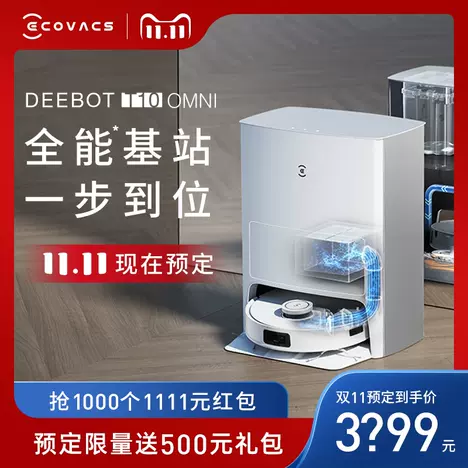 ECOVACS 11.11
DEEBOT T10 OMNI
全能*基站
一步到位
11.11 现在预定
抢1000个1111元红包
预定限量送500元礼包
双11预定到手价
3?99元